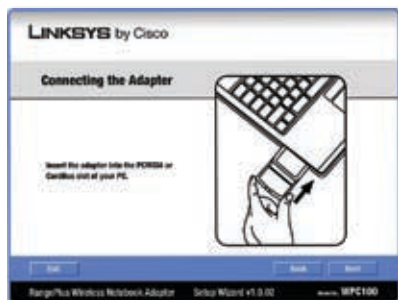 LINKSYS by Cisco
Connecting the Adapter
Insert the adapter into the PCMCIA or
CardBus slot of your PC.
Exit
Back
Next
RangePlus Wireless Notebook Adapter
Setup Wizard v1.0.02
WPC100